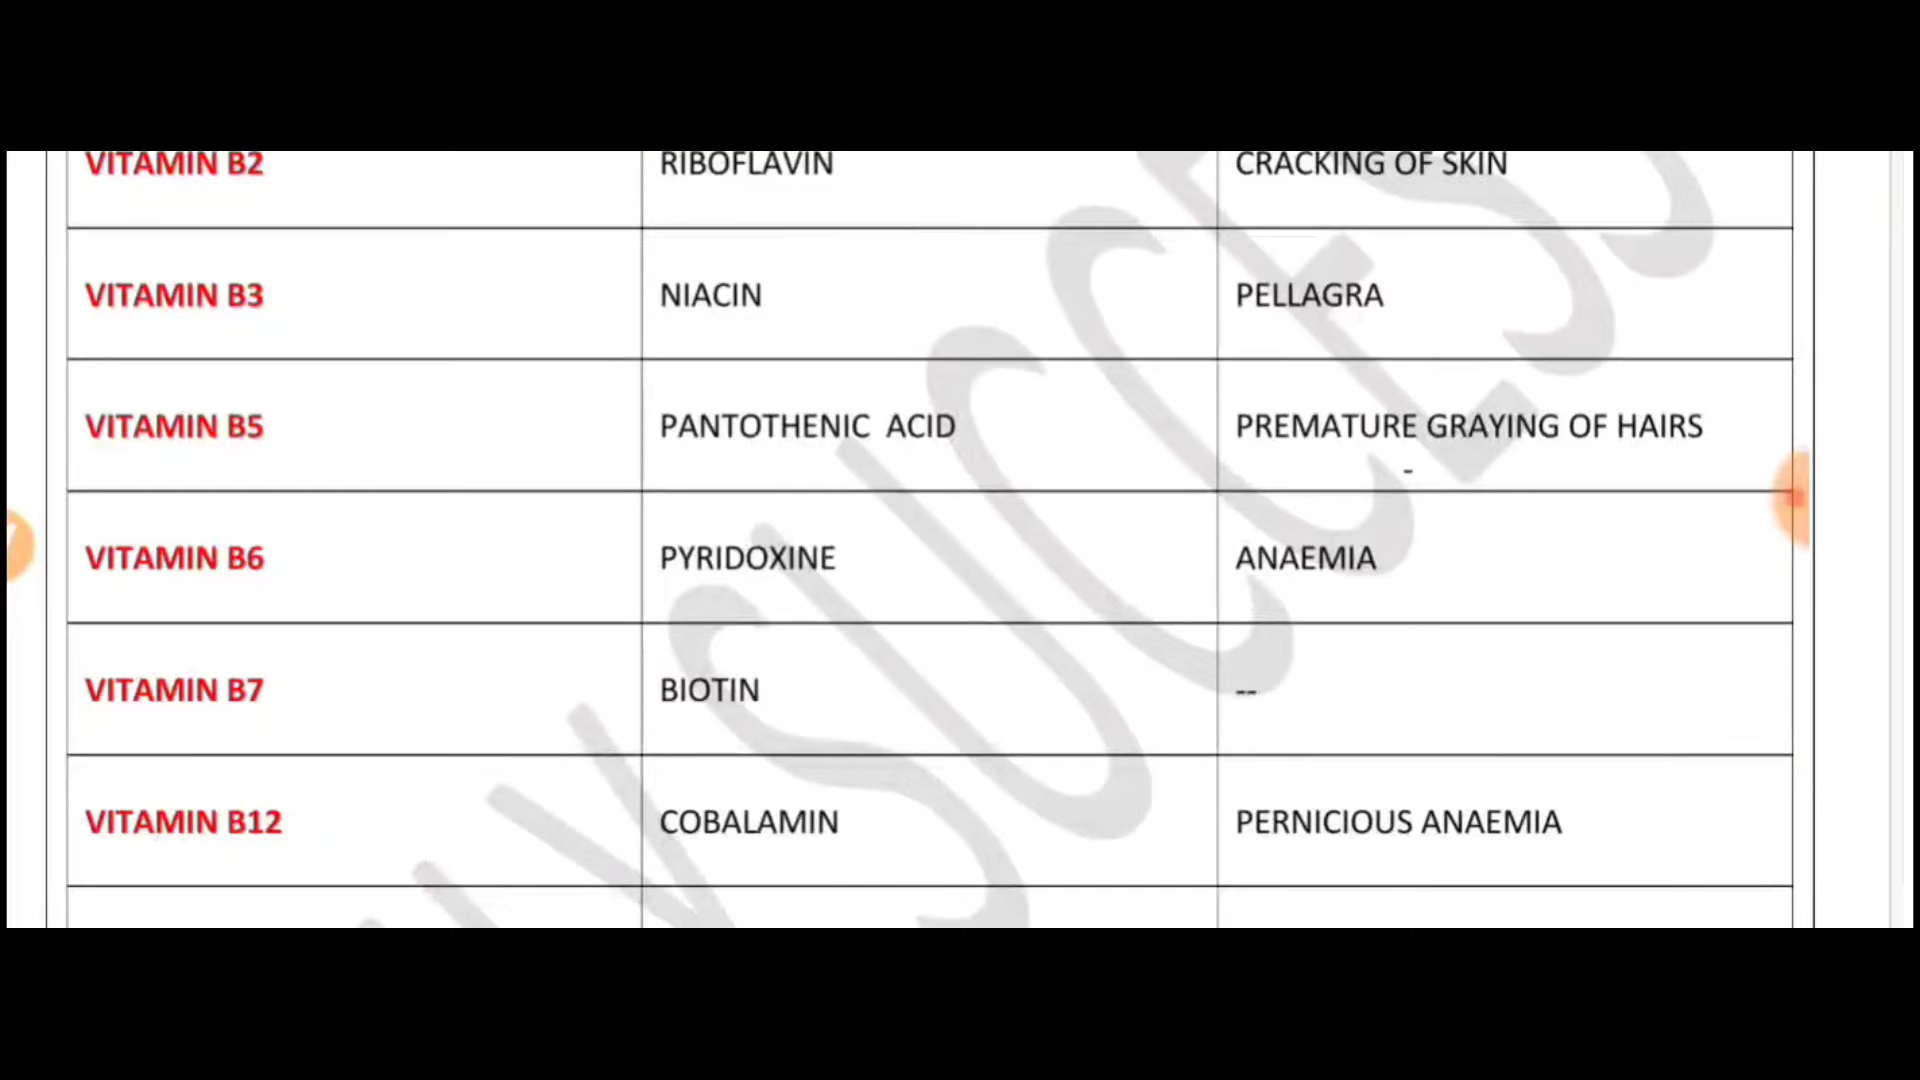 VITAMIN B2 RIBOFLAVIN CRACKING OF SKIN
VITAMIN B3 NIACIN PELLAGRA
VITAMIN B5 PANTOTHENIC ACID PREMATURE GRAYING OF HAIRS
-
VITAMIN B6 PYRIDOXINE ANAEMIA
VITAMIN B7 BIOTIN --
VITAMIN B12 COBALAMIN PERNICIOUS ANAEMIA
SUCCESS